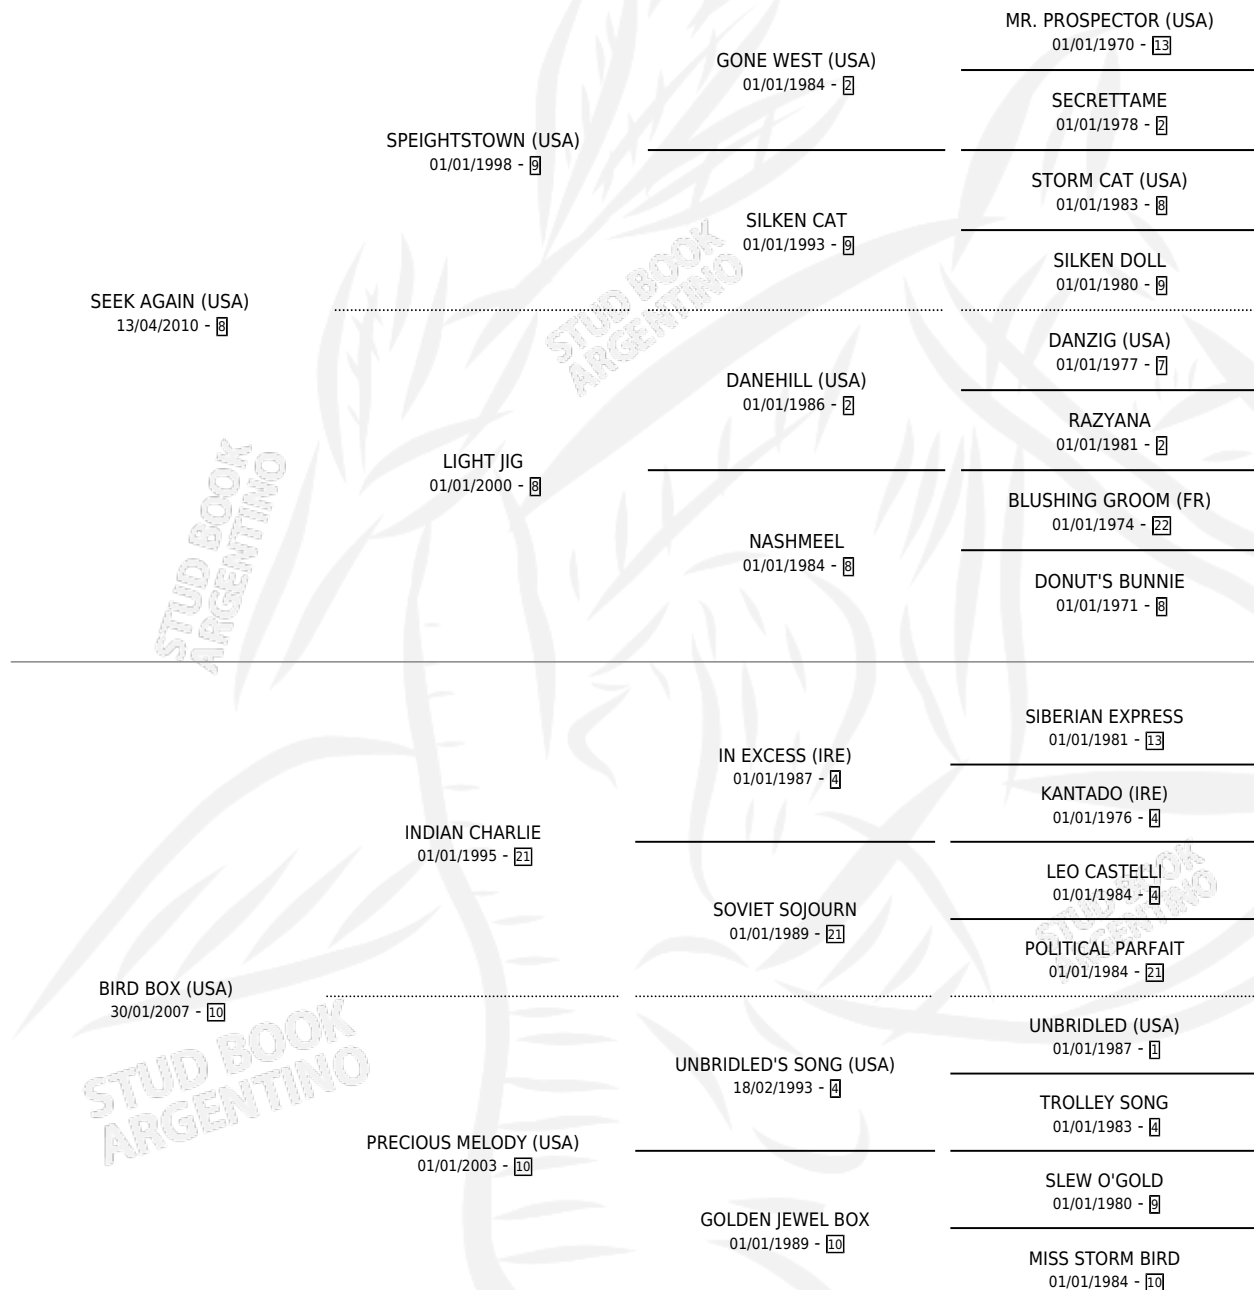 MR. PROSPECTOR (USA)
01/01/1970 - 13
GONE WEST (USA)
01/01/1984 - 2
SECRETTAME
01/01/1978 - 2
SPEIGHTSTOWN (USA)
01/01/1998 - 9
STORM CAT (USA)
01/01/1983 - 8
SILKEN CAT
01/01/1993 - 9
SILKEN DOLL
01/01/1980 - 9
SEEK AGAIN (USA)
13/04/2010 - 8
DANZIG (USA)
01/01/1977 - 7
DANEHILL (USA)
01/01/1986 - 2
RAZYANA
01/01/1981 - 2
LIGHT JIG
01/01/2000 - 8
BLUSHING GROOM (FR)
01/01/1974 - 22
NASHMEEL
01/01/1984 - 8
DONUT'S BUNNIE
01/01/1971 - 8
SIBERIAN EXPRESS
01/01/1981 - 13
IN EXCESS (IRE)
01/01/1987 - 4
KANTADO (IRE)
01/01/1976 - 4
INDIAN CHARLIE
01/01/1995 - 21
LEO CASTELLI
01/01/1984 - 4
SOVIET SOJOURN
01/01/1989 - 21
POLITICAL PARFAIT
01/01/1984 - 21
BIRD BOX (USA)
30/01/2007 - 10
UNBRIDLED (USA)
01/01/1987 - 1
UNBRIDLED'S SONG (USA)
18/02/1993 - 4
TROLLEY SONG
01/01/1983 - 4
PRECIOUS MELODY (USA)
01/01/2003 - 10
SLEW O'GOLD
01/01/1980 - 9
GOLDEN JEWEL BOX
01/01/1989 - 10
MISS STORM BIRD
01/01/1984 - 10
STUD BOOK
ARGENTINO
STUD BOOK
ARGENTINO
STUD BOOK
ARGENTINO
STUD BOOK
ARGENTINO